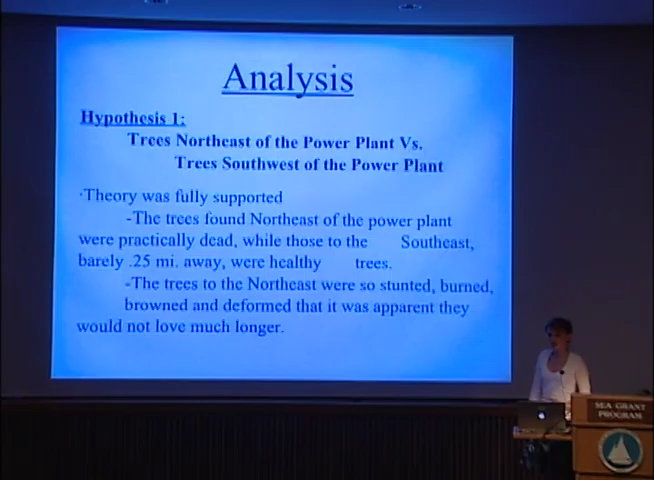 Analysis
Hypothesis 1:
Trees Northeast of the Power Plant Vs.
Trees Southwest of the Power Plant
·Theory was fully supported
-The trees found Northeast of the power plant
were practically dead, while those to the Southeast,
barely .25 mi. away, were healthy trees.
-The trees to the Northeast were so stunted, burned,
browned and deformed that it was apparent they
would not love much longer.
SEA GRANT
PROGRAM